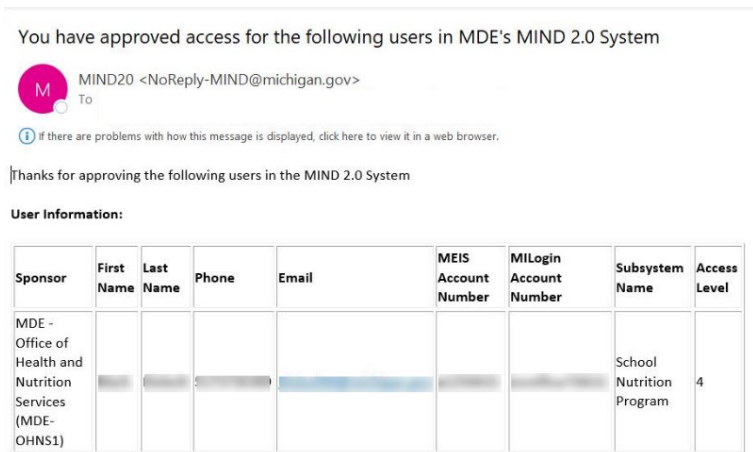 You have approved access for the following users in MDE's MIND 2.0 System
M
MIND20 <NoReply-MIND@michigan.gov>
To
If there are problems with how this message is displayed, click here to view it in a web browser.
Thanks for approving the following users in the MIND 2.0 System
User Information:
Sponsor
First
Name
Last
Name
Phone
Email
MEIS
Account
Number
MILogin
Account
Number
Subsystem
Name
Access
Level
MDE -
Office of
Health and
Nutrition
Services
(MDE-
OHNS1)
School
Nutrition
Program
4